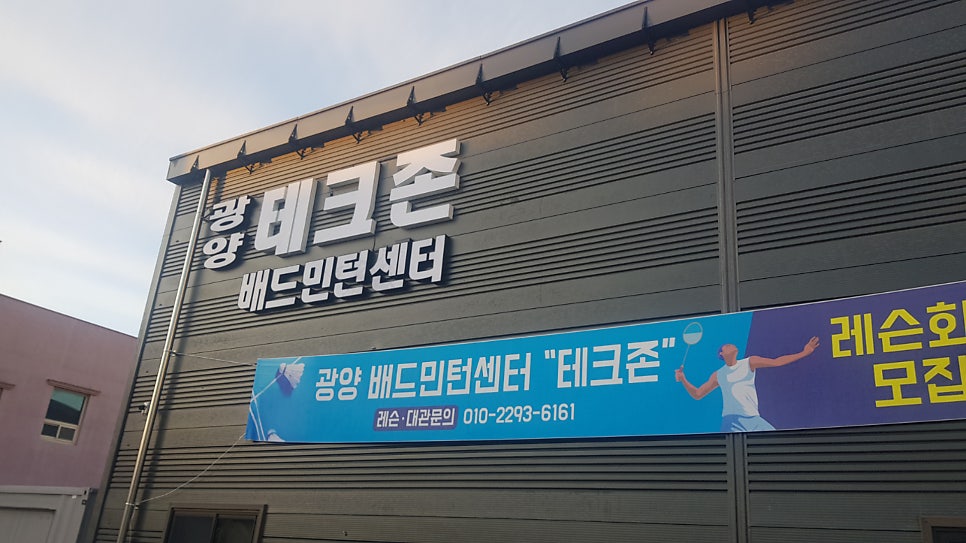 광양 테크존
배드민턴센터
광양 배드민턴센터 "테크존"
레슨·대관문의 010-2293-6161
레슨회
모집